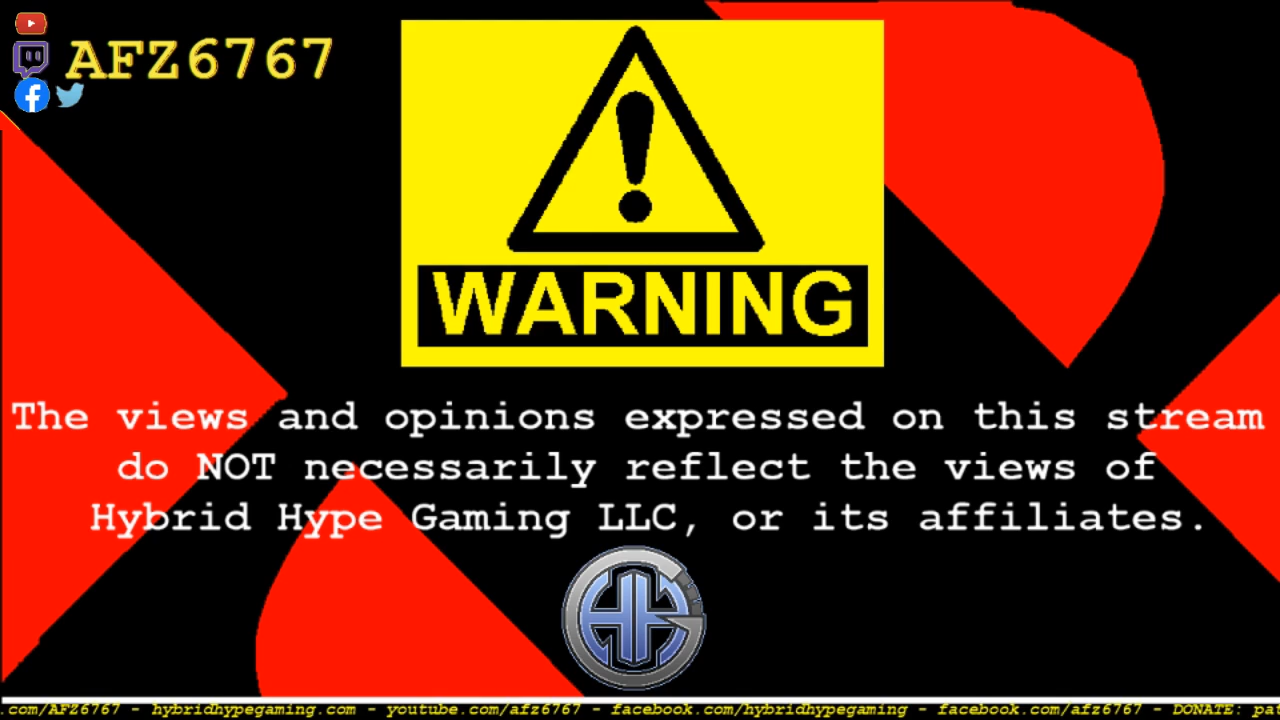 AFZ6767
WARNING
The views and opinions expressed on this stream
do NOT necessarily reflect the views of
Hybrid Hype Gaming LLC, or its affiliates.
.com/AFZ6767 - hybridhypegaming.com - youtube.com/afz6767 - facebook.com/hybridhypegaming - facebook.com/afz6767 - DONATE: